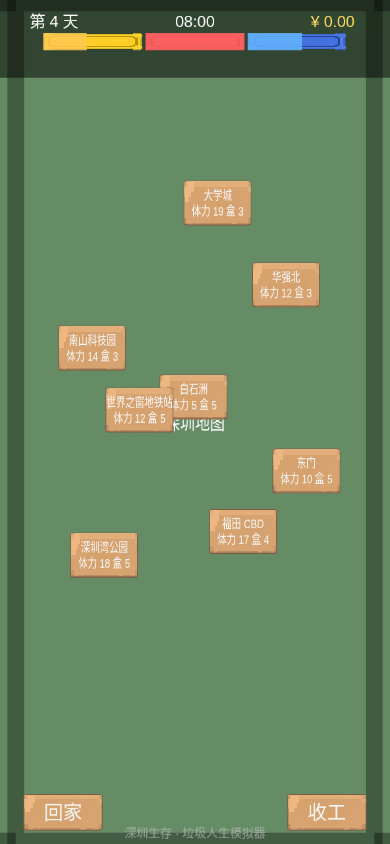 第 4 天 08:00 ¥ 0.00
大学城
体力 19 盒 3
华强北
体力 12 盒 3
南山科技园
体力 14 盒 3
白石洲
体力 5 盒 5
世界之窗地铁站
体力 12 盒 5
深圳地图
东门
体力 10 盒 5
福田 CBD
体力 17 盒 4
深圳湾公园
体力 18 盒 5
回家 收工
深圳生存 · 垃圾人生模拟器